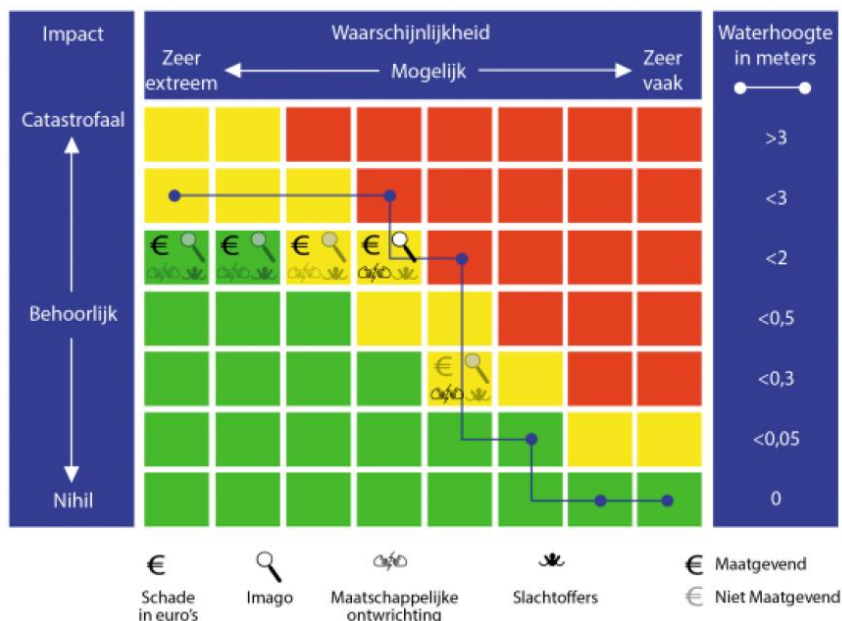 Impact
Waarschijnlijkheid
Zeer
extreem
Mogelijk
Zeer
vaak
Waterhoogte
in meters
Catastrofaal
>3
<3
€
€
€
€
<2
Behoorlijk
<0,5
€
<0,3
<0,05
Nihil
0
€
Schade
in euro's
Imago
Maatschappelijke
ontwrichting
Slachtoffers
€ Maatgevend
€ Niet Maatgevend